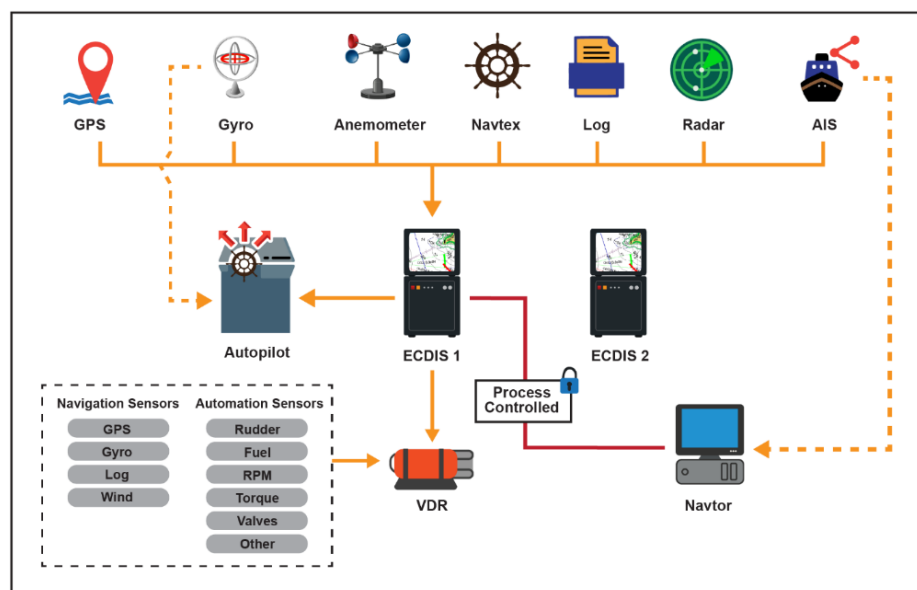 GPS
Gyro
Anemometer
Navtex
Log
Radar
AIS
Autopilot
ECDIS 1
ECDIS 2
Process
Controlled
Navigation Sensors
GPS
Gyro
Log
Wind
Automation Sensors
Rudder
Fuel
RPM
Torque
Valves
Other
VDR
Navtor